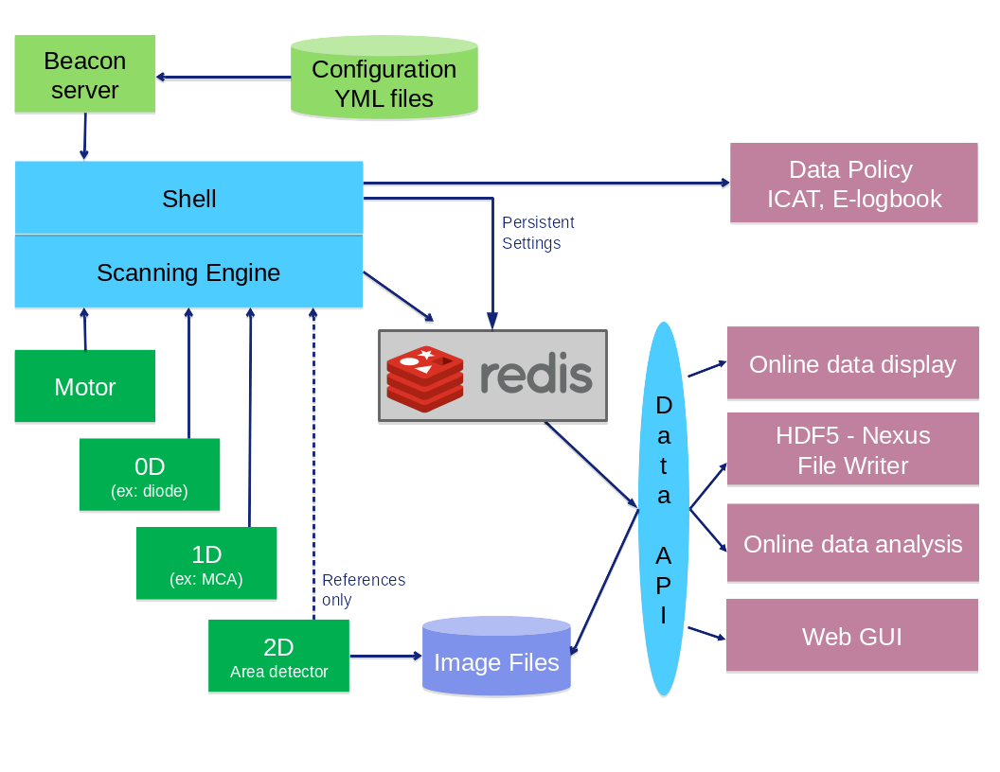 Beacon
server
Configuration
YML files
Shell
Data Policy
ICAT, E-logbook
Persistent
Settings
Scanning Engine
redis
Motor
Data API
Online data display
HDF5 - Nexus
File Writer
0D
(ex: diode)
Online data analysis
1D
(ex: MCA)
References
only
Web GUI
2D
Area detector
Image Files